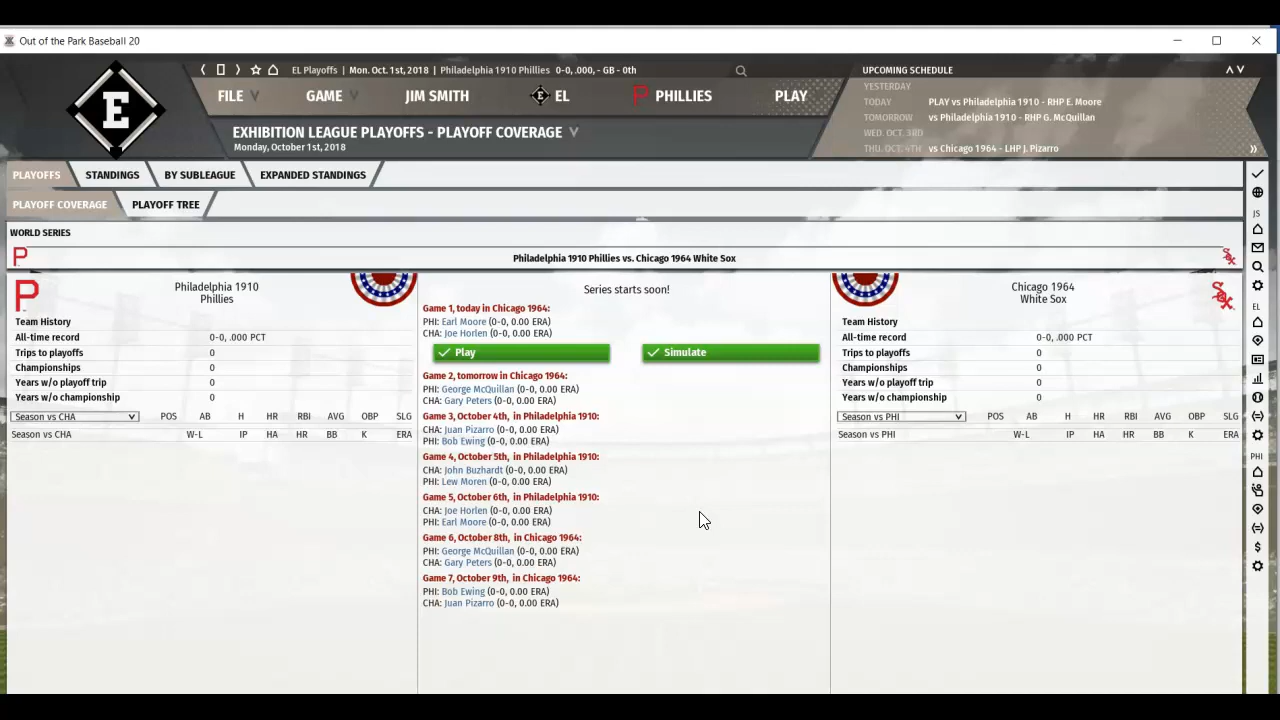 Out of the Park Baseball 20
EL Playoffs | Mon. Oct. 1st, 2018 | Philadelphia 1910 Phillies 0-0, .000, - GB - 0th
UPCOMING SCHEDULE
FILE GAME JIM SMITH E EL P PHILLIES PLAY
YESTERDAY
TODAY PLAY vs Philadelphia 1910 - RHP E. Moore
TOMORROW vs Philadelphia 1910 - RHP G. McQuillan
WED. OCT. 3RD
THU. OCT. 4TH vs Chicago 1964 - LHP J. Pizarro
E
EXHIBITION LEAGUE PLAYOFFS - PLAYOFF COVERAGE
Monday, October 1st, 2018
PLAYOFFS STANDINGS BY SUBLEAGUE EXPANDED STANDINGS
PLAYOFF COVERAGE PLAYOFF TREE
WORLD SERIES
P Philadelphia 1910 Phillies vs. Chicago 1964 White Sox Sox
P
Philadelphia 1910
Phillies
Team History
All-time record 0-0, .000 PCT
Trips to playoffs 0
Championships 0
Years w/o playoff trip 0
Years w/o championship 0
Season vs CHA POS AB H HR RBI AVG OBP SLG
Season vs CHA W-L IP HA HR BB K ERA
Series starts soon!
Game 1, today in Chicago 1964:
PHI: Earl Moore (0-0, 0.00 ERA)
CHA: Joe Horlen (0-0, 0.00 ERA)
Play Simulate
Game 2, tomorrow in Chicago 1964:
PHI: George McQuillan (0-0, 0.00 ERA)
CHA: Gary Peters (0-0, 0.00 ERA)
Game 3, October 4th, in Philadelphia 1910:
CHA: Juan Pizarro (0-0, 0.00 ERA)
PHI: Bob Ewing (0-0, 0.00 ERA)
Game 4, October 5th, in Philadelphia 1910:
CHA: John Buzhardt (0-0, 0.00 ERA)
PHI: Lew Moren (0-0, 0.00 ERA)
Game 5, October 6th, in Philadelphia 1910:
CHA: Joe Horlen (0-0, 0.00 ERA)
PHI: Earl Moore (0-0, 0.00 ERA)
Game 6, October 8th, in Chicago 1964:
PHI: George McQuillan (0-0, 0.00 ERA)
CHA: Gary Peters (0-0, 0.00 ERA)
Game 7, October 9th, in Chicago 1964:
PHI: Bob Ewing (0-0, 0.00 ERA)
CHA: Juan Pizarro (0-0, 0.00 ERA)
Chicago 1964
White Sox
Sox
Team History
All-time record 0-0, .000 PCT
Trips to playoffs 0
Championships 0
Years w/o playoff trip 0
Years w/o championship 0
Season vs PHI POS AB H HR RBI AVG OBP SLG
Season vs PHI W-L IP HA HR BB K ERA
JS
EL
PHI
$